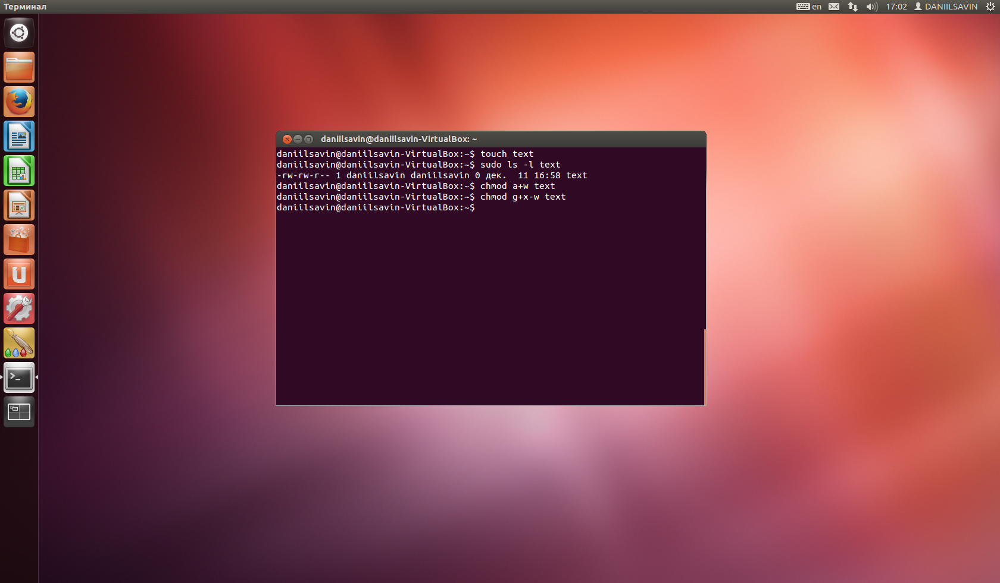 Терминал
en
17:02
DANIILSAVIN
daniilsavin@daniilsavin-VirtualBox: ~
daniilsavin@daniilsavin-VirtualBox:~$ touch text
daniilsavin@daniilsavin-VirtualBox:~$ sudo ls -l text
-rw-rw-r-- 1 daniilsavin daniilsavin 0 дек.  11 16:58 text
daniilsavin@daniilsavin-VirtualBox:~$ chmod a+w text
daniilsavin@daniilsavin-VirtualBox:~$ chmod g+x-w text
daniilsavin@daniilsavin-VirtualBox:~$